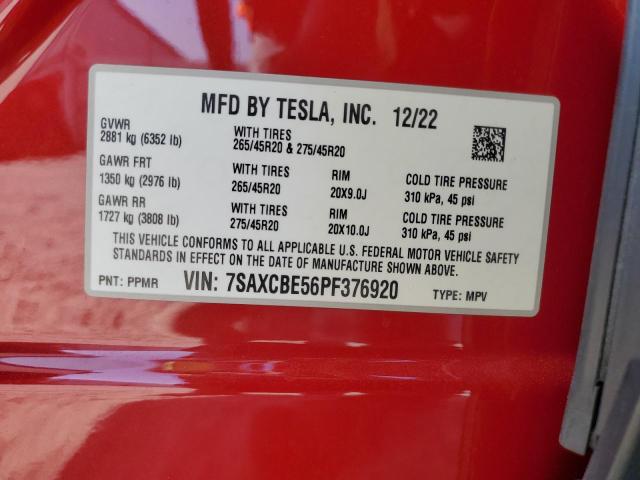 MFD BY TESLA, INC. 12/22
GVWR
2881 kg (6352 lb)
WITH TIRES
265/45R20 & 275/45R20
GAWR FRT
1350 kg (2976 lb)
WITH TIRES
265/45R20
RIM
20X9.0J
COLD TIRE PRESSURE
310 kPa, 45 psi
GAWR RR
1727 kg (3808 lb)
WITH TIRES
275/45R20
RIM
20X10.0J
COLD TIRE PRESSURE
310 kPa, 45 psi
THIS VEHICLE CONFORMS TO ALL APPLICABLE U.S. FEDERAL MOTOR VEHICLE SAFETY
STANDARDS IN EFFECT ON THE DATE OF MANUFACTURE SHOWN ABOVE.
PNT: PPMR VIN: 7SAXCBE56PF376920 TYPE: MPV